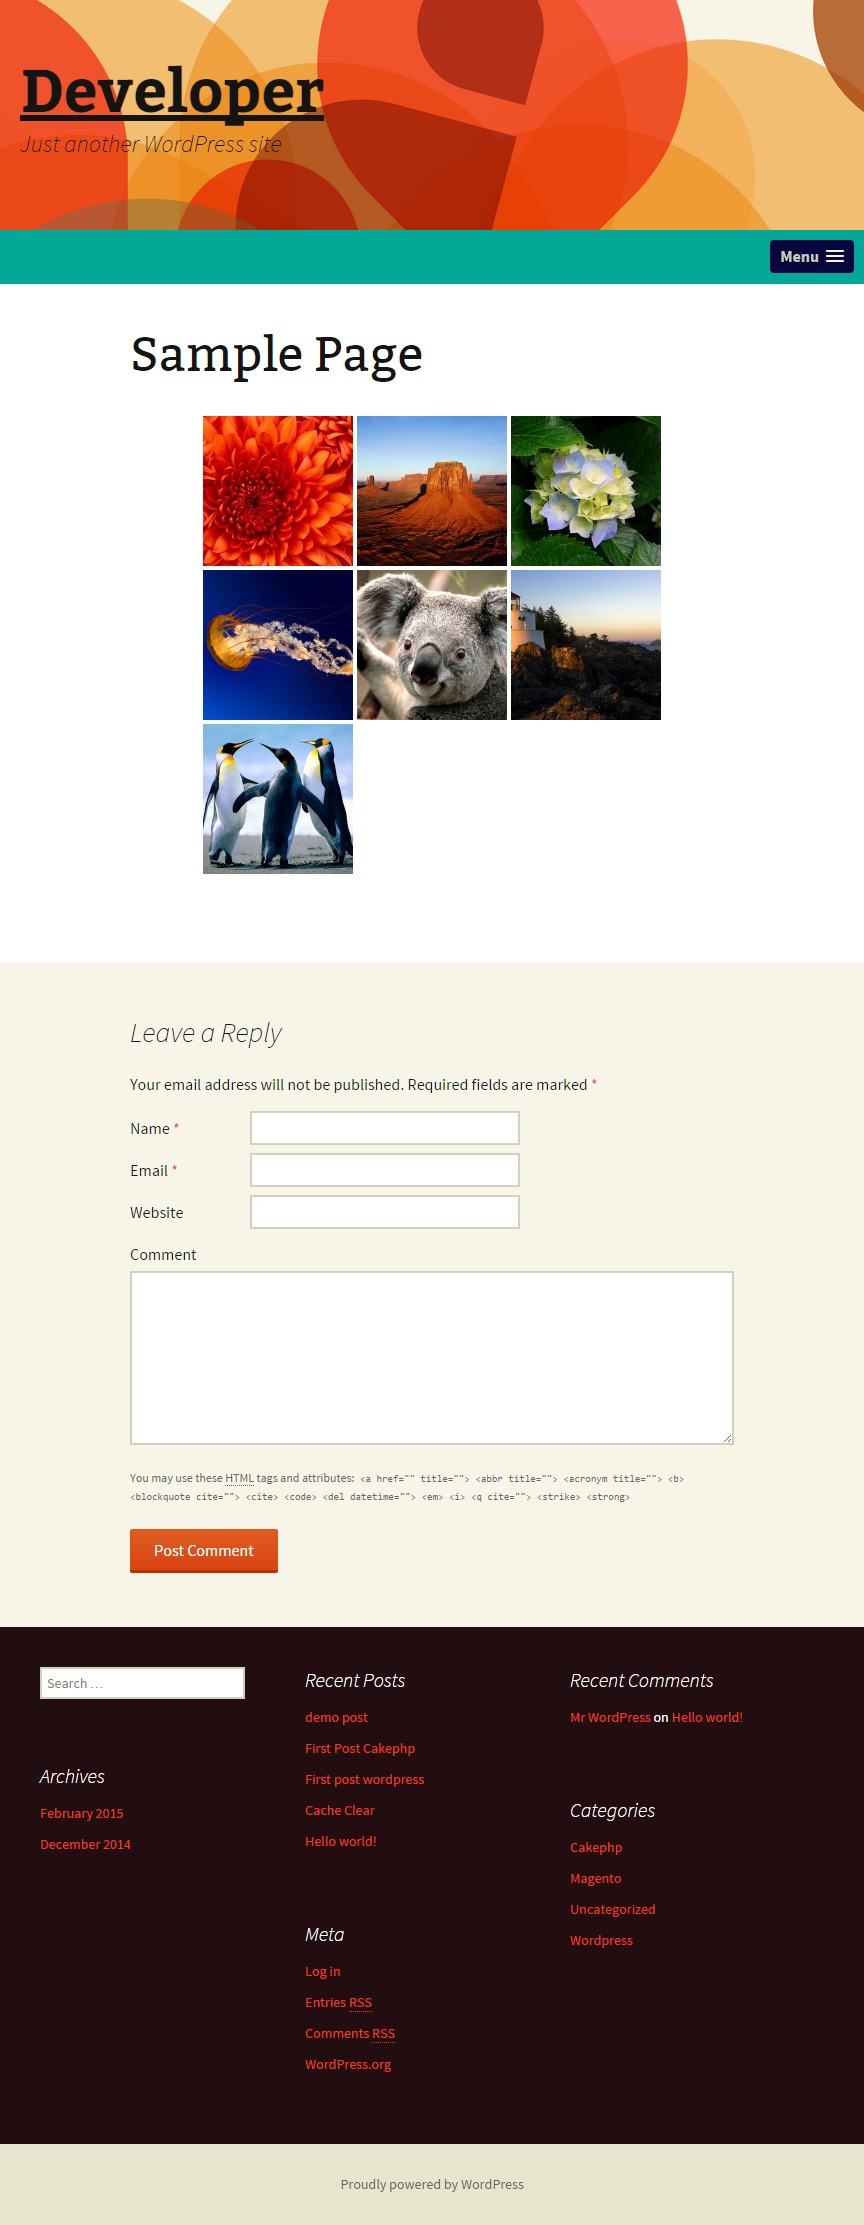 Developer
Just another WordPress site
Menu
Sample Page
Leave a Reply
Your email address will not be published. Required fields are marked *
Name *
Email *
Website
Comment
You may use these HTML tags and attributes: <a href="" title=""> <abbr title=""> <acronym title=""> <b>
<blockquote cite=""> <cite> <code> <del datetime=""> <em> <i> <q cite=""> <strike> <strong>
Post Comment
Search …
Archives
February 2015
December 2014
Recent Posts
demo post
First Post Cakephp
First post wordpress
Cache Clear
Hello world!
Meta
Log in
Entries RSS
Comments RSS
WordPress.org
Recent Comments
Mr WordPress on Hello world!
Categories
Cakephp
Magento
Uncategorized
Wordpress
Proudly powered by WordPress